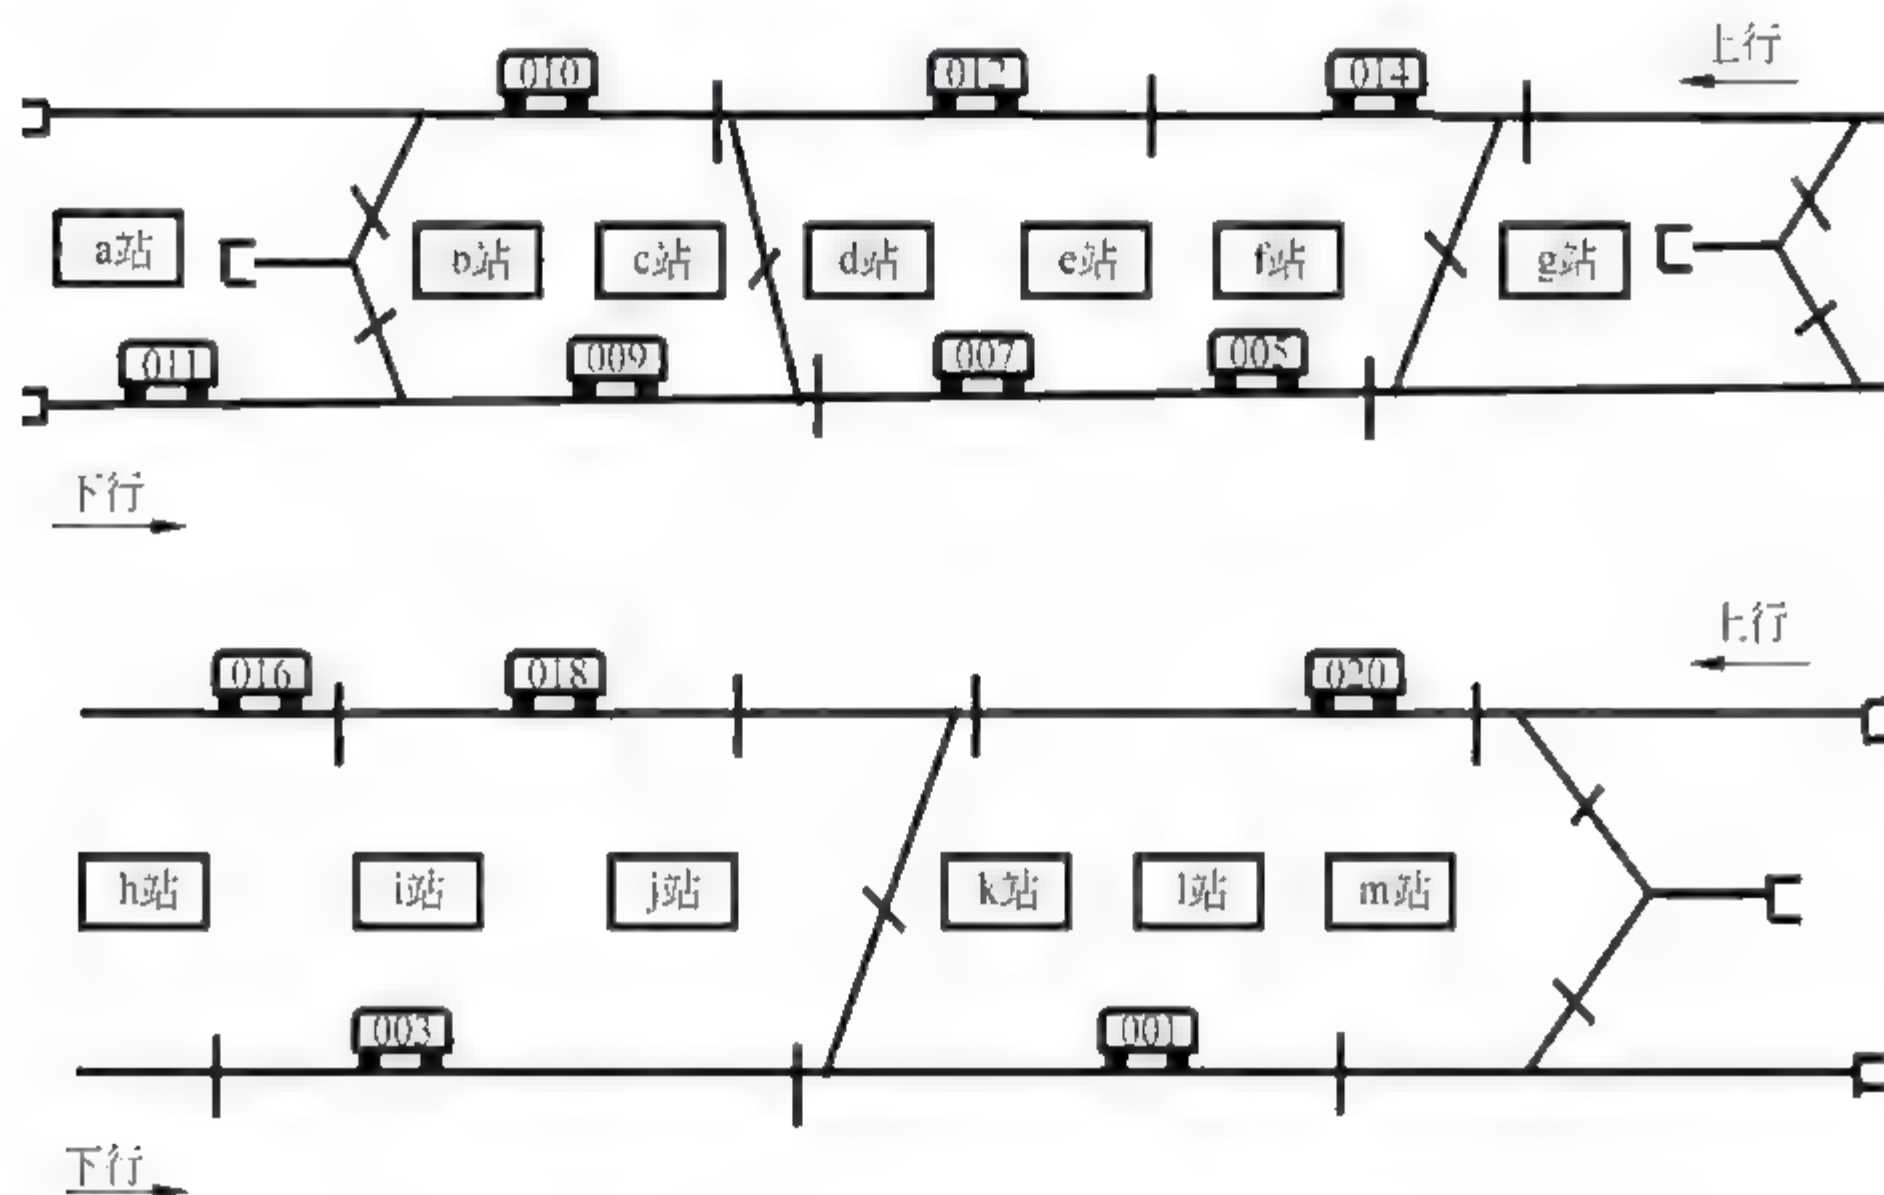 010 012 014 上行
a站 b站 c站 d站 e站 f站 g站
011 009 007 005
下行
上行
016 018 020
h站 i站 j站 k站 l站 m站
003 001
下行